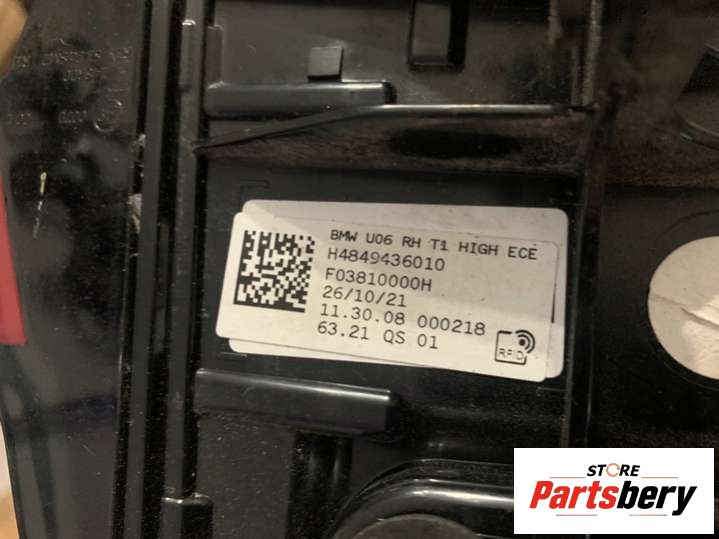 BMW U06 RH T1 HIGH ECE
H4849436010
F03810000H
26/10/21
11.30.08 000218
63.21 QS 01
RFID
STORE
Partsbery